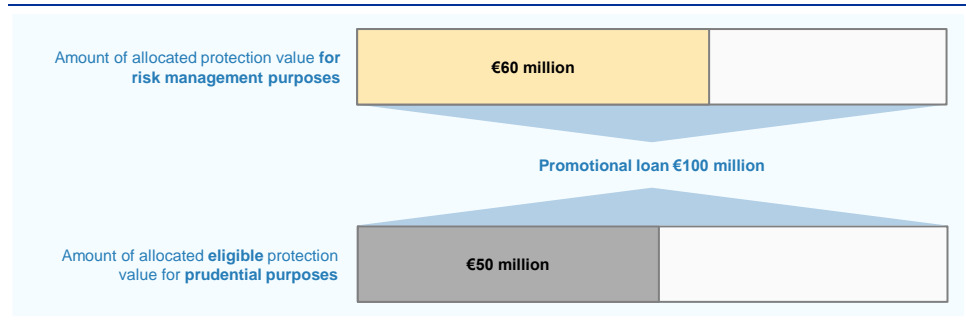 Amount of allocated protection value for
risk management purposes
€60 million
Promotional loan €100 million
Amount of allocated eligible protection
value for prudential purposes
€50 million